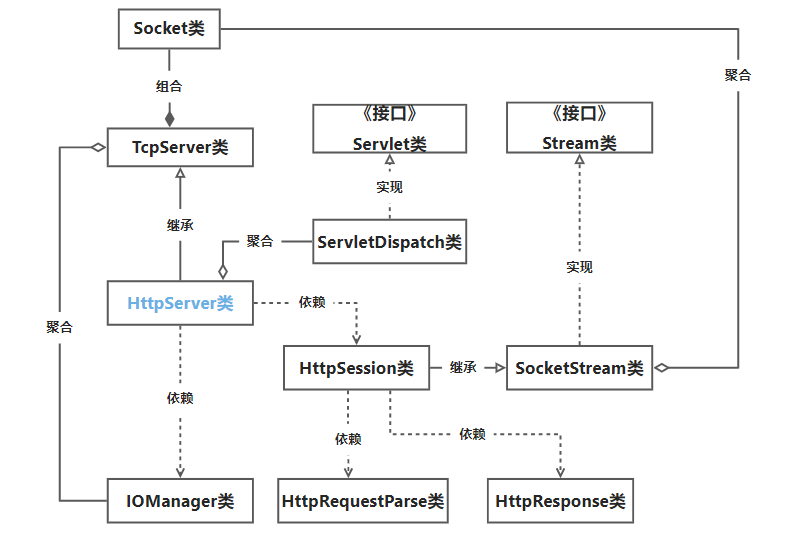 Socket类
聚合
组合
《接口》
Servlet类
《接口》
Stream类
TcpServer类
实现
继承
聚合
ServletDispatch类
实现
HttpServer类
依赖
聚合
HttpSession类
继承
SocketStream类
依赖
依赖
依赖
IOManager类
HttpRequestParse类
HttpResponse类